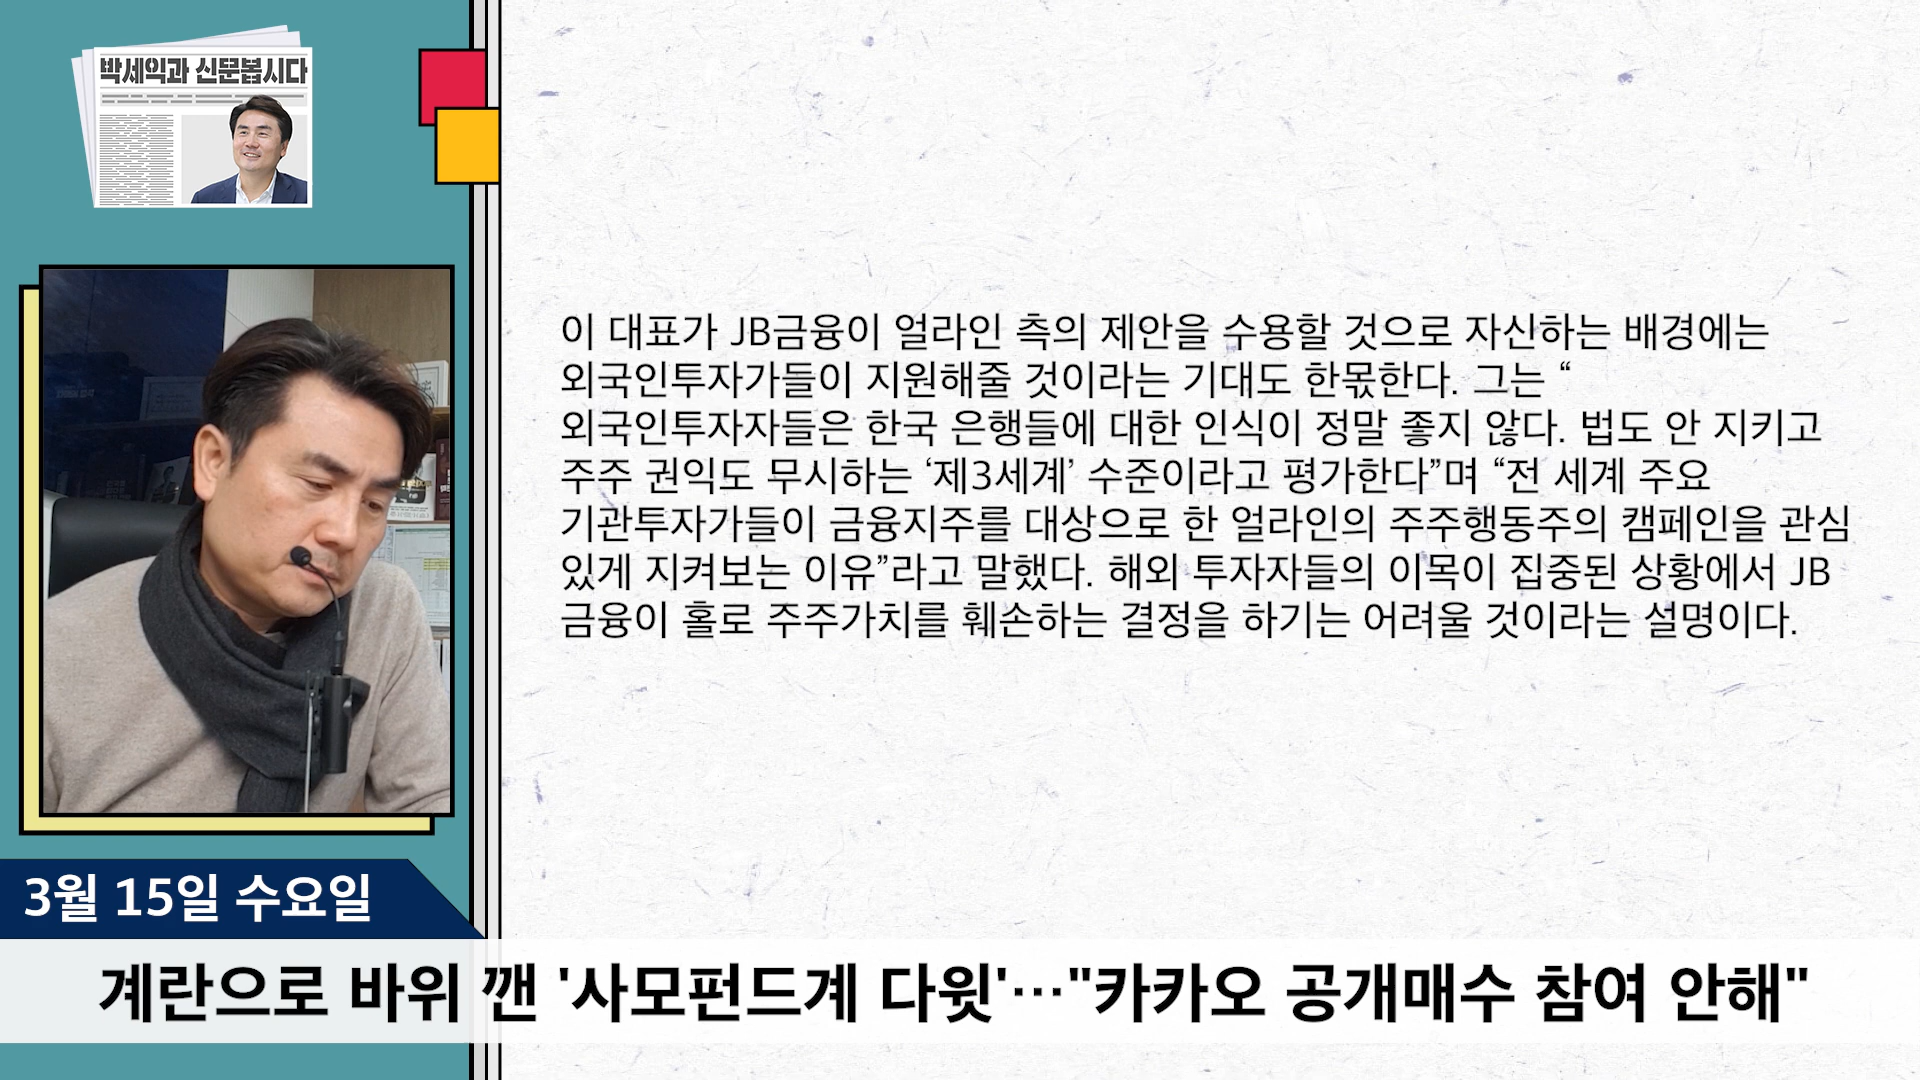 박세익과 신문봅시다
이 대표가 JB금융이 얼라인 측의 제안을 수용할 것으로 자신하는 배경에는
외국인투자가들이 지원해줄 것이라는 기대도 한몫한다. 그는 “
외국인투자자들은 한국 은행들에 대한 인식이 정말 좋지 않다. 법도 안 지키고
주주 권익도 무시하는 ‘제3세계’ 수준이라고 평가한다”며 “전 세계 주요
기관투자가들이 금융지주를 대상으로 한 얼라인의 주주행동주의 캠페인을 관심
있게 지켜보는 이유”라고 말했다. 해외 투자자들의 이목이 집중된 상황에서 JB
금융이 홀로 주주가치를 훼손하는 결정을 하기는 어려울 것이라는 설명이다.
3월 15일 수요일
계란으로 바위 깬 '사모펀드계 다윗'…"카카오 공개매수 참여 안해"